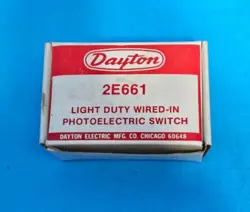 Dayton
2E661
LIGHT DUTY WIRED-IN
PHOTOELECTRIC SWITCH
DAYTON ELECTRIC MFG. CO. CHICAGO 60648